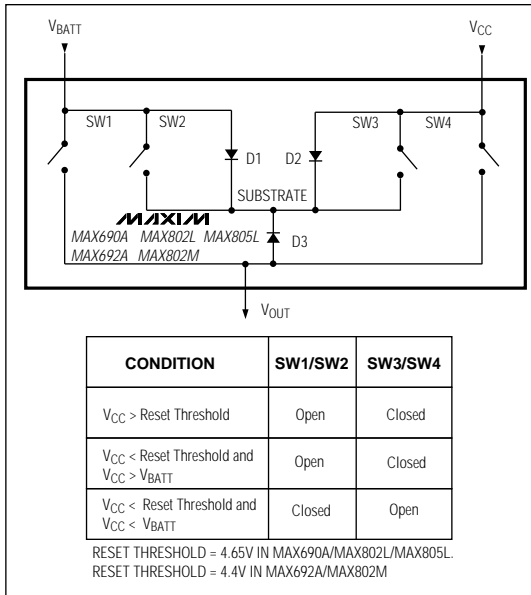 VBATT VCC
SW1 SW2 SW3 SW4
D1 D2
SUBSTRATE
MAXIM
MAX690A MAX802L MAX805L
MAX692A MAX802M
D3
VOUT
CONDITION SW1/SW2 SW3/SW4
VCC > Reset Threshold Open Closed
VCC < Reset Threshold and
VCC > VBATT Open Closed
VCC < Reset Threshold and
VCC < VBATT Closed Open
RESET THRESHOLD = 4.65V IN MAX690A/MAX802L/MAX805L.
RESET THRESHOLD = 4.4V IN MAX692A/MAX802M